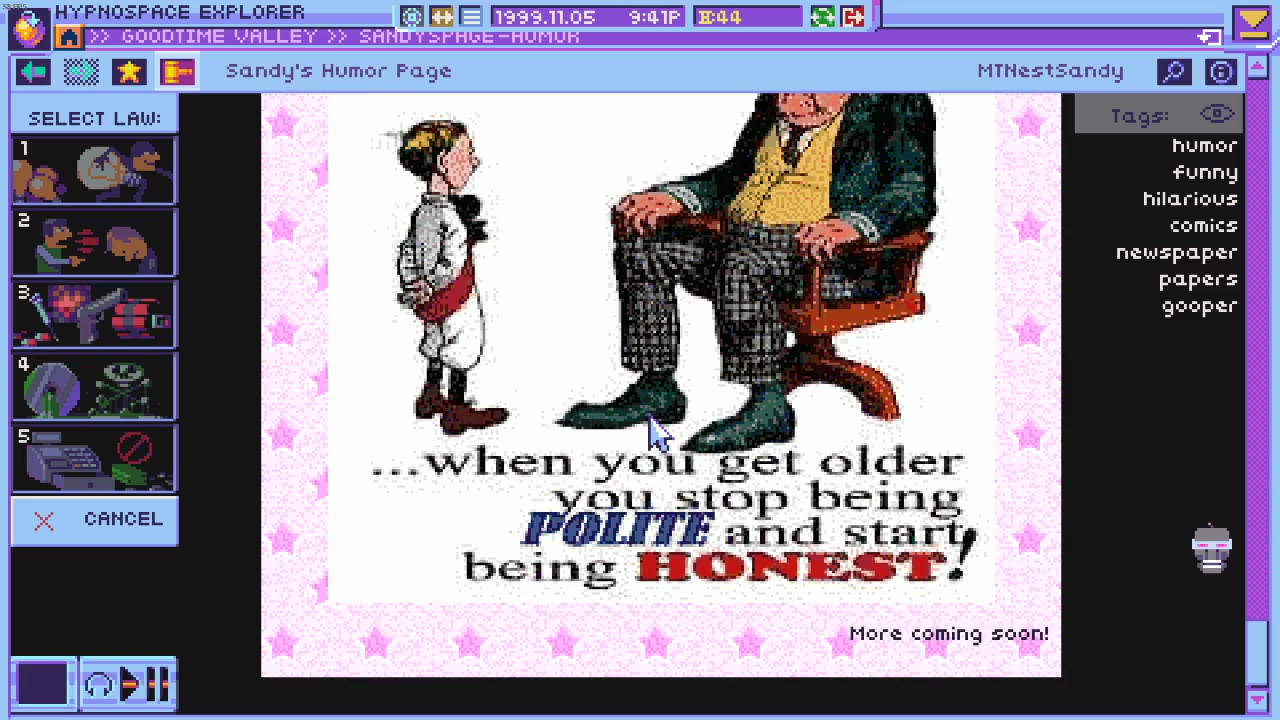 HYPNOSPACE EXPLORER
1999.11.05 9:41P
:44
>> GOODTIME VALLEY >> SANDYSPAGE-HUMOR
Sandy's Humor Page
MTNestSandy
SELECT LAW:
1
2
3
4
5
CANCEL
...when you get older
you stop being
POLITE and start
being HONEST!
More coming soon!
Tags:
humor
funny
hilarious
comics
newspaper
papers
gooper